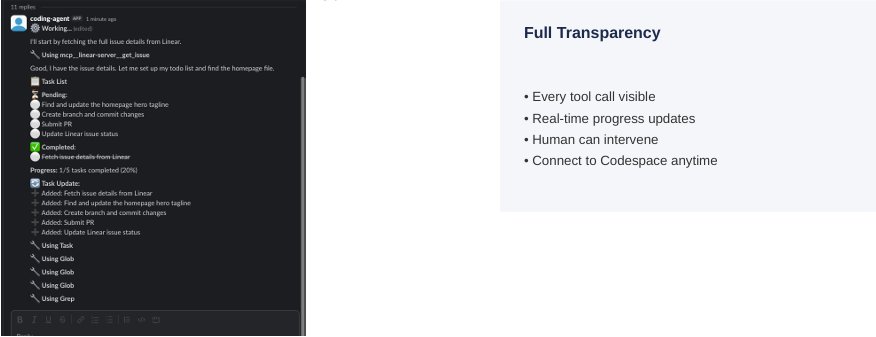 11 replies
coding-agent APP 1 minute ago
Working... (edited)
I'll start by fetching the full issue details from Linear.
Using mcp__linear-server__get_issue
Good, I have the issue details. Let me set up my todo list and find the homepage file.
Task List
Pending:
Find and update the homepage hero tagline
Create branch and commit changes
Submit PR
Update Linear issue status
Completed:
Fetch issue details from Linear
Progress: 1/5 tasks completed (20%)
Task Update:
Added: Fetch issue details from Linear
Added: Find and update the homepage hero tagline
Added: Create branch and commit changes
Added: Submit PR
Added: Update Linear issue status
Using Task
Using Glob
Using Glob
Using Glob
Using Grep
Full Transparency
• Every tool call visible
• Real-time progress updates
• Human can intervene
• Connect to Codespace anytime